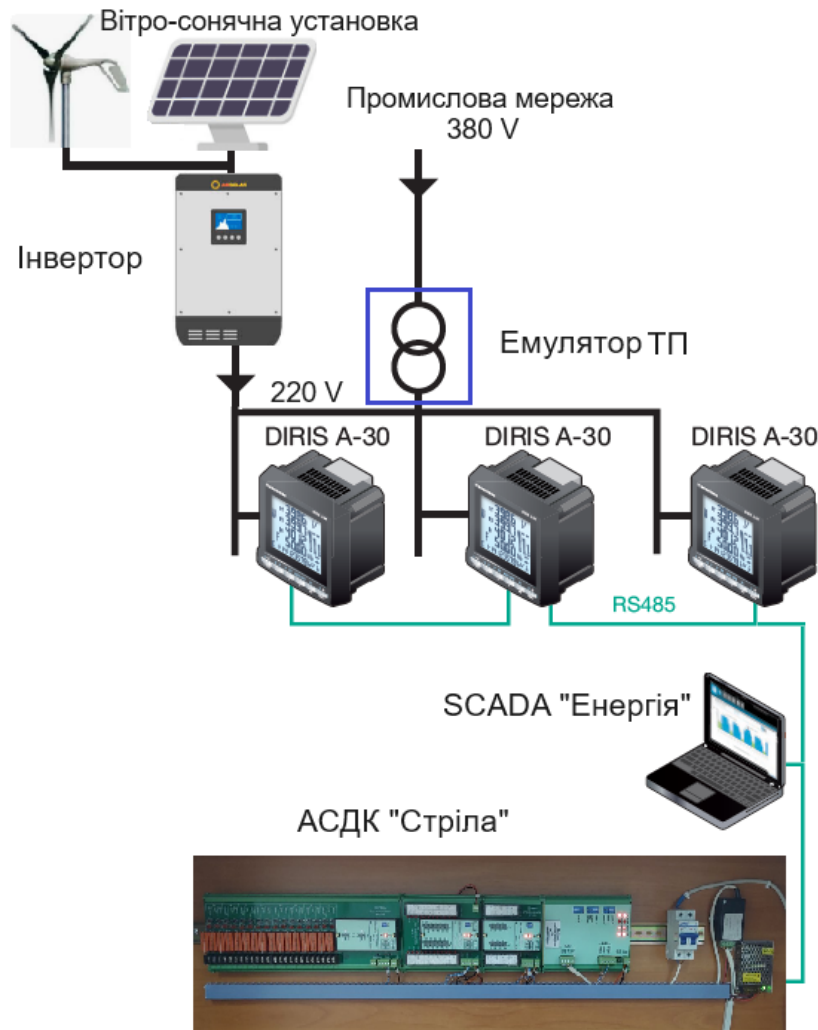 Вітро-сонячна установка
Промислова мережа
380 V
Інвертор
Емулятор ТП
220 V
DIRIS A-30
DIRIS A-30
DIRIS A-30
RS485
SCADA "Енергія"
АСДК "Стріла"